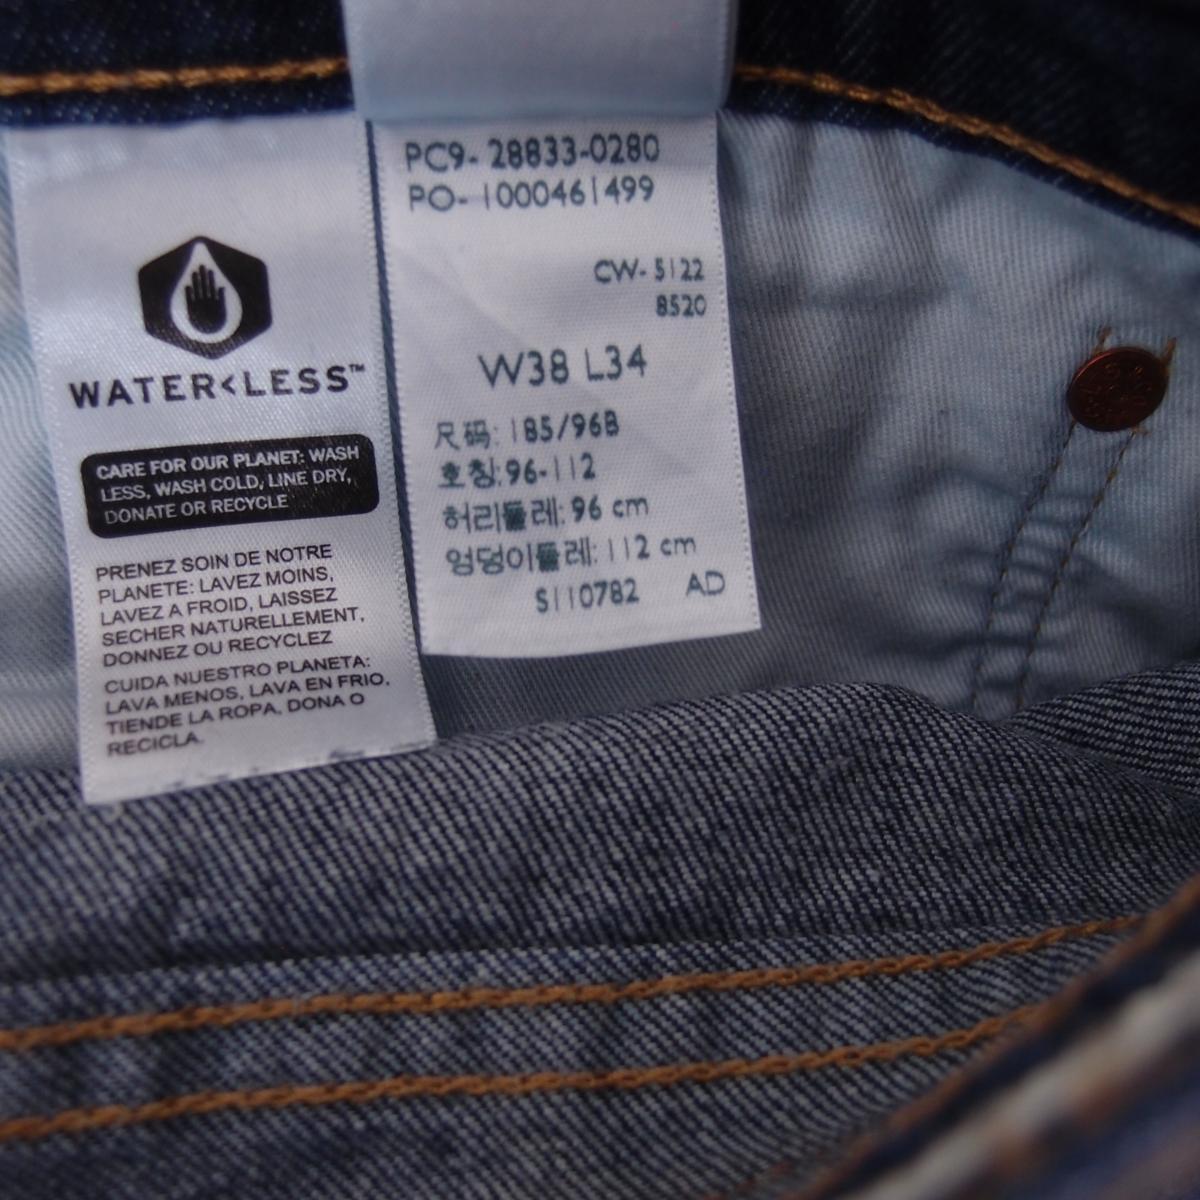 WATER<LESS™
CARE FOR OUR PLANET: WASH
LESS, WASH COLD, LINE DRY,
DONATE OR RECYCLE
PRENEZ SOIN DE NOTRE
PLANETE: LAVEZ MOINS,
LAVEZ A FROID, LAISSEZ
SECHER NATURELLEMENT,
DONNEZ OU RECYCLEZ
CUIDA NUESTRO PLANETA:
LAVA MENOS, LAVA EN FRIO,
TIENDE LA ROPA, DONA O
RECICLA.
PC9- 28833-0280
PO- 1000461499
CW- 5122
8520
W38 L34
尺码: 185/96B
호칭:96-112
허리둘레: 96 cm
엉덩이둘레: 112 cm
S110782 AD